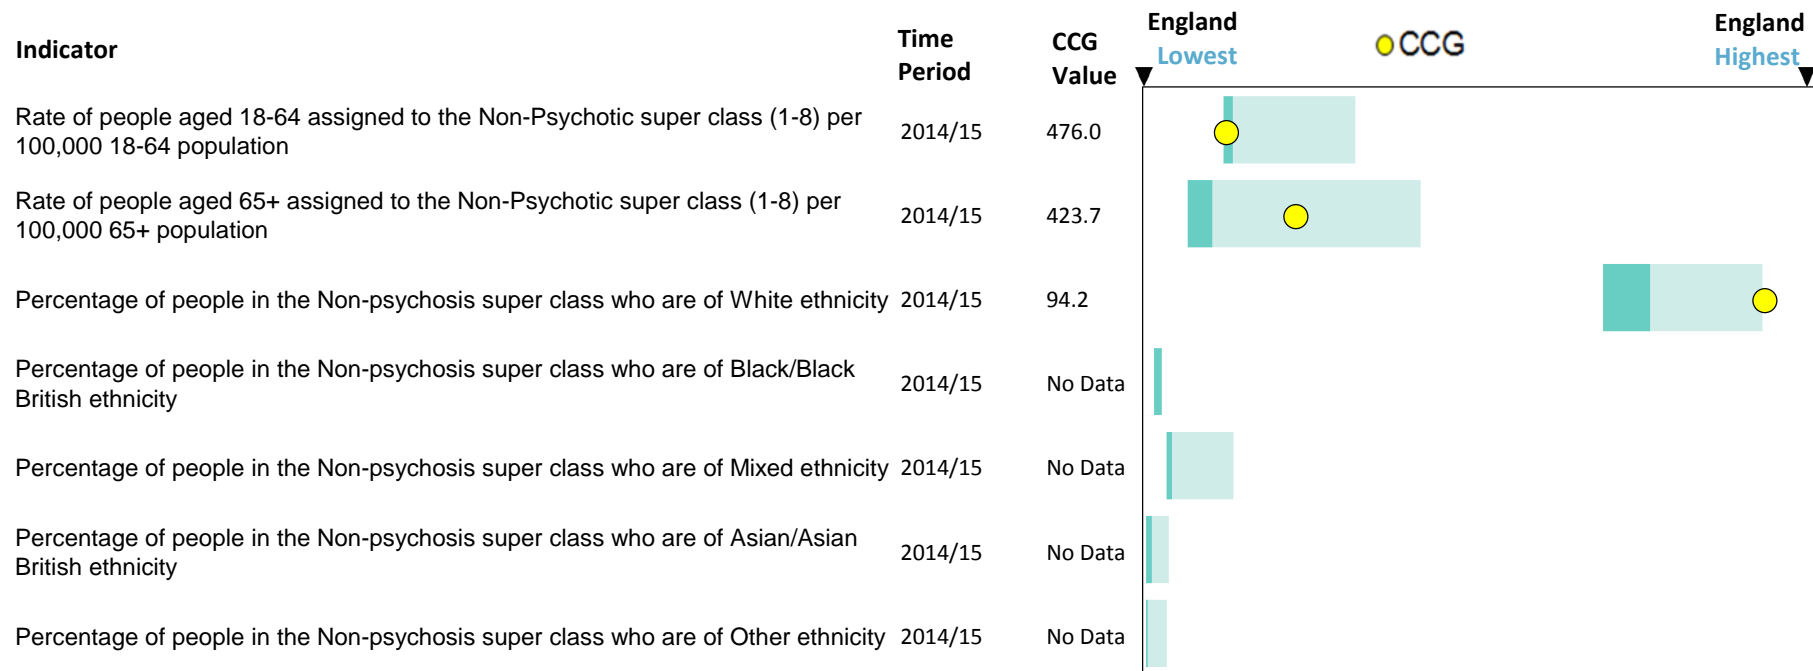 Indicator
Time
Period
CCG
Value
England
Lowest
CCG
England
Highest
Rate of people aged 18-64 assigned to the Non-Psychotic super class (1-8) per
100,000 18-64 population
2014/15
476.0
Rate of people aged 65+ assigned to the Non-Psychotic super class (1-8) per
100,000 65+ population
2014/15
423.7
Percentage of people in the Non-psychosis super class who are of White ethnicity
2014/15
94.2
Percentage of people in the Non-psychosis super class who are of Black/Black
British ethnicity
2014/15
No Data
Percentage of people in the Non-psychosis super class who are of Mixed ethnicity
2014/15
No Data
Percentage of people in the Non-psychosis super class who are of Asian/Asian
British ethnicity
2014/15
No Data
Percentage of people in the Non-psychosis super class who are of Other ethnicity
2014/15
No Data